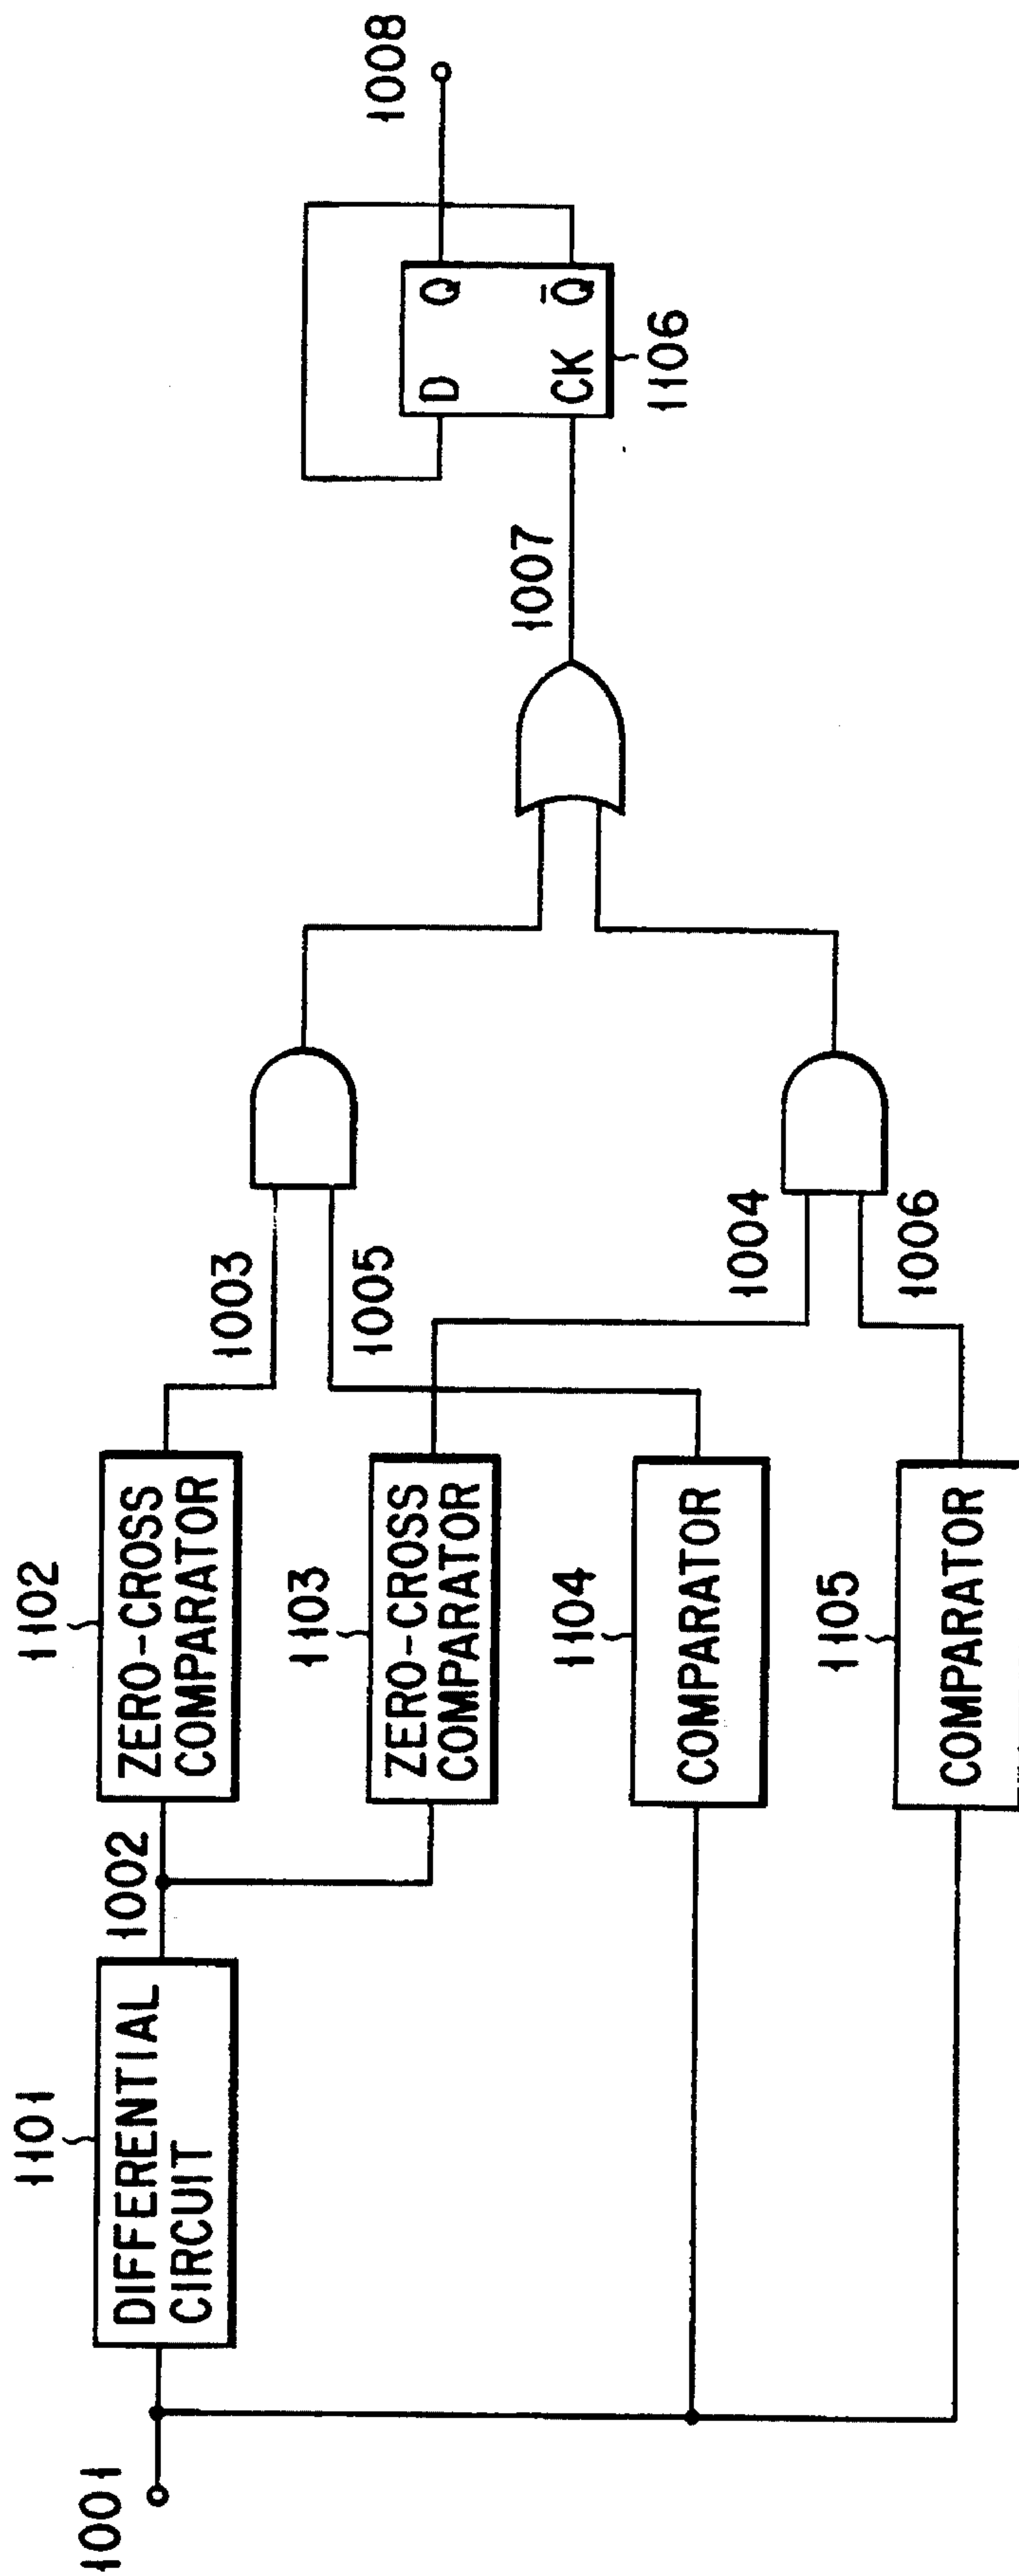 1001
1101
DIFFERENTIAL
CIRCUIT
1002
1102
ZERO-CROSS
COMPARATOR
1103
ZERO-CROSS
COMPARATOR
1104
COMPARATOR
1105
COMPARATOR
1003
1005
1004
1006
1007
D Q
CK Q̄
1106
1008